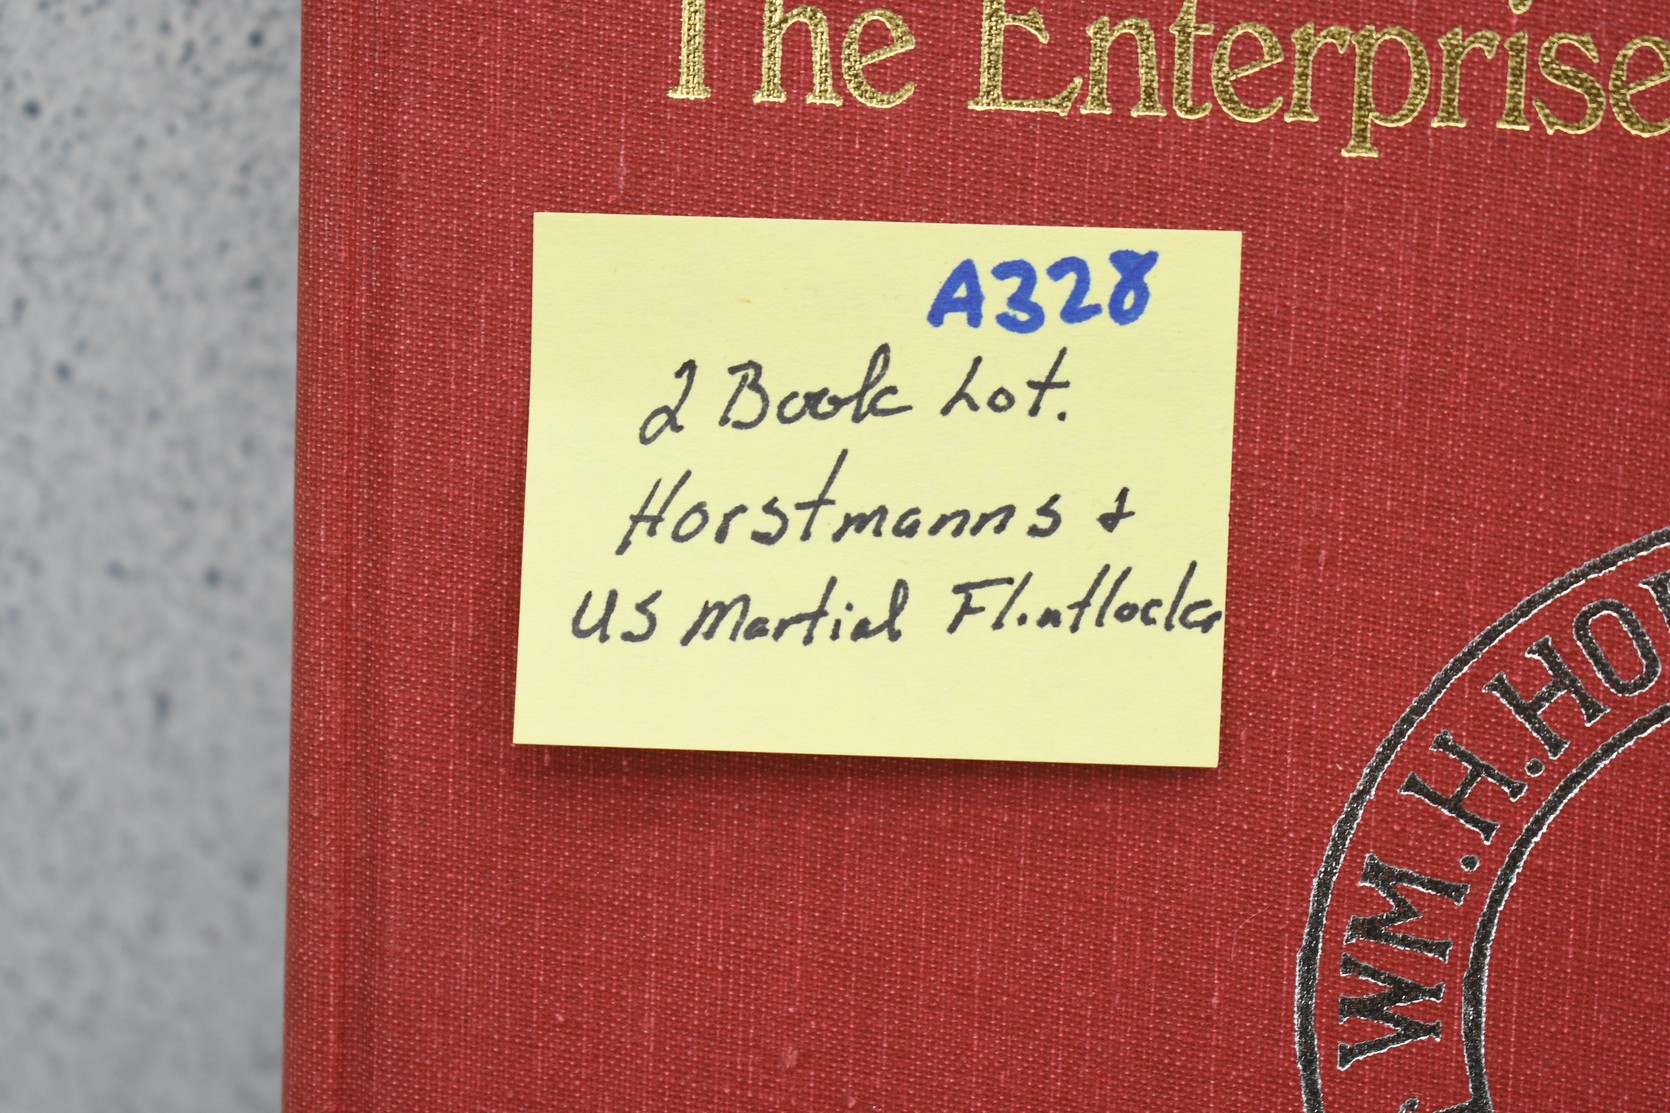 The Enterprise
A328
2 Book Lot.
Horstmanns &
US Martial Flintlocks
WM. H. HO